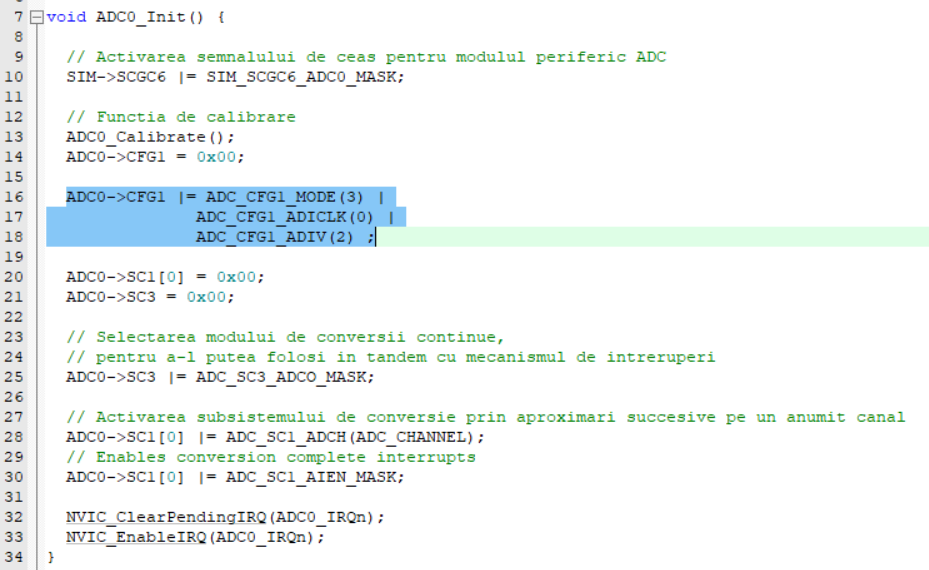 7 void ADC0_Init() {
8
9 // Activarea semnalului de ceas pentru modulul periferic ADC
10 SIM->SCGC6 |= SIM_SCGC6_ADC0_MASK;
11
12 // Functia de calibrare
13 ADC0_Calibrate();
14 ADC0->CFG1 = 0x00;
15
16 ADC0->CFG1 |= ADC_CFG1_MODE(3) |
17 ADC_CFG1_ADICLK(0) |
18 ADC_CFG1_ADIV(2) ;
19
20 ADC0->SC1[0] = 0x00;
21 ADC0->SC3 = 0x00;
22
23 // Selectarea modului de conversii continue,
24 // pentru a-l putea folosi in tandem cu mecanismul de intreruperi
25 ADC0->SC3 |= ADC_SC3_ADCO_MASK;
26
27 // Activarea subsistemului de conversie prin aproximari succesive pe un anumit canal
28 ADC0->SC1[0] |= ADC_SC1_ADCH(ADC_CHANNEL);
29 // Enables conversion complete interrupts
30 ADC0->SC1[0] |= ADC_SC1_AIEN_MASK;
31
32 NVIC_ClearPendingIRQ(ADC0_IRQn);
33 NVIC_EnableIRQ(ADC0_IRQn);
34 }